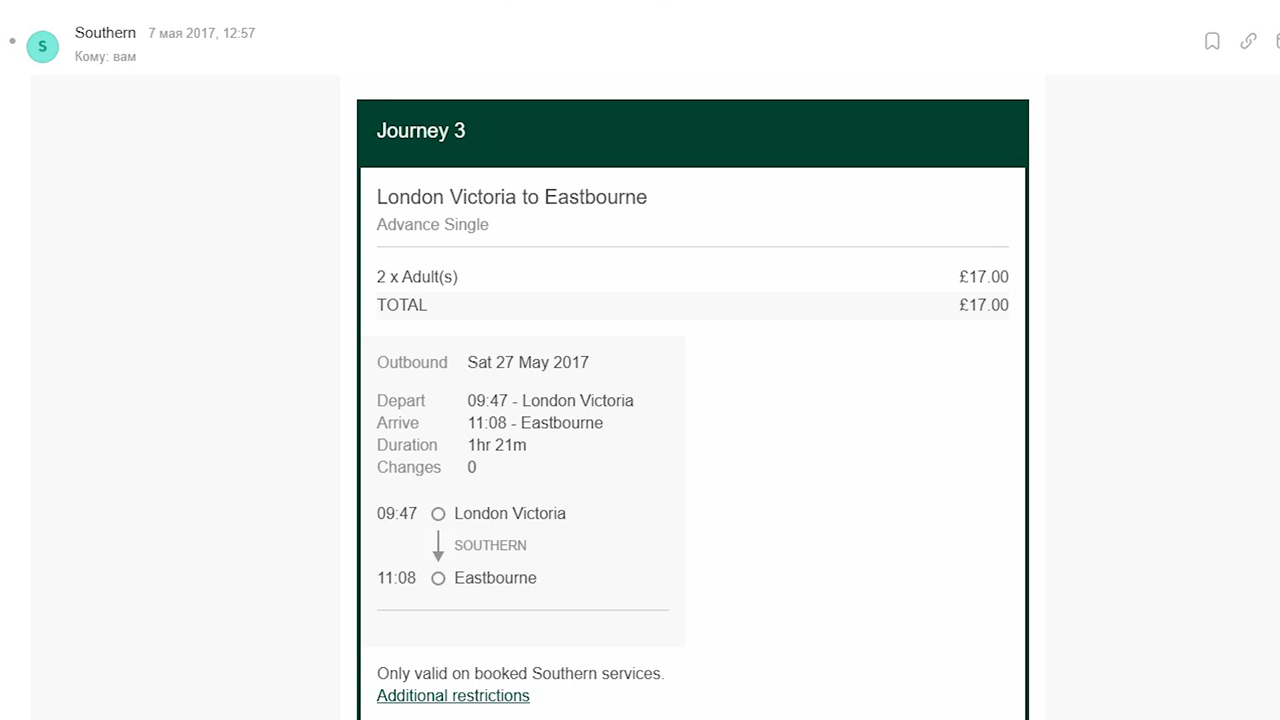 Southern 7 мая 2017, 12:57
S
Кому: вам
Journey 3
London Victoria to Eastbourne
Advance Single
2 x Adult(s) £17.00
TOTAL £17.00
Outbound Sat 27 May 2017
Depart 09:47 - London Victoria
Arrive 11:08 - Eastbourne
Duration 1hr 21m
Changes 0
09:47 London Victoria
SOUTHERN
11:08 Eastbourne
Only valid on booked Southern services.
Additional restrictions